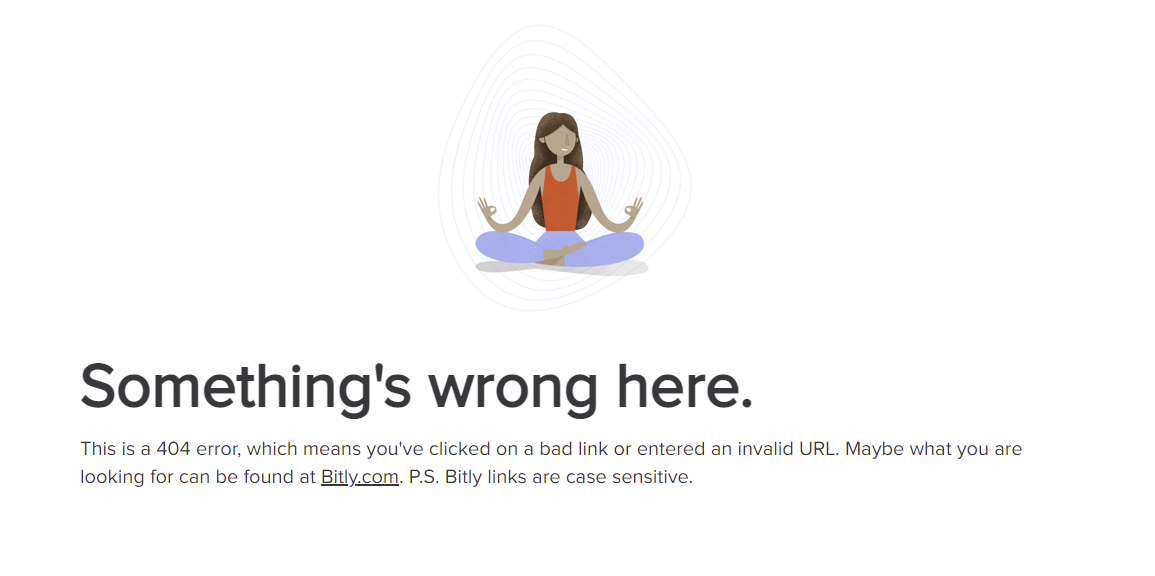 Something's wrong here.
This is a 404 error, which means you've clicked on a bad link or entered an invalid URL. Maybe what you are
looking for can be found at Bitly.com. P.S. Bitly links are case sensitive.